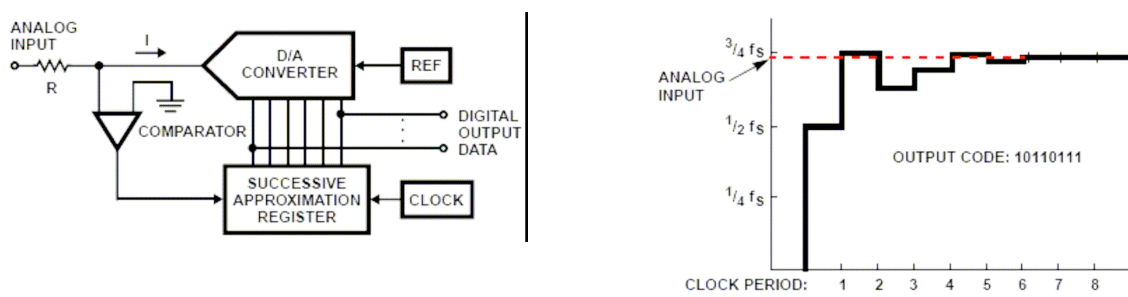 ANALOG
INPUT
I
R
D/A
CONVERTER
REF
COMPARATOR
DIGITAL
OUTPUT
DATA
SUCCESSIVE
APPROXIMATION
REGISTER
CLOCK
3/4 fs
ANALOG
INPUT
1/2 fs
OUTPUT CODE: 10110111
1/4 fs
CLOCK PERIOD: 1 2 3 4 5 6 7 8